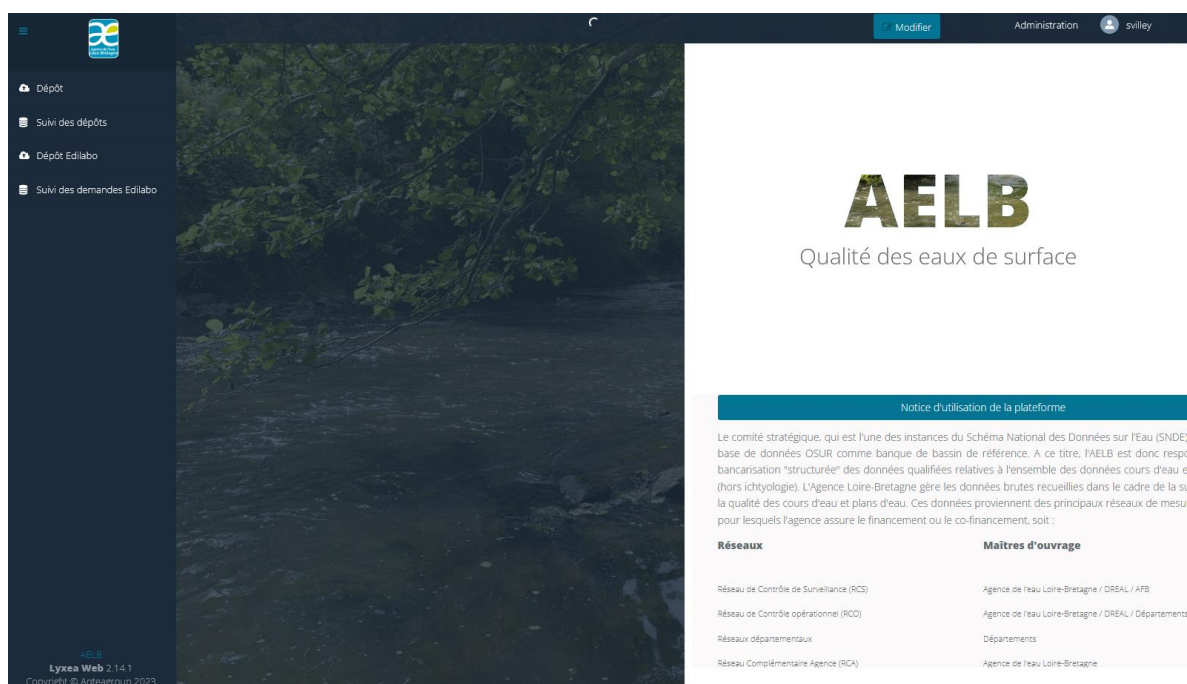 agence de l'eau
Loire-Bretagne
Modifier
Administration
svilley
Dépôt
Suivi des dépôts
Dépôt Edilabo
Suivi des demandes Edilabo
AELB
Qualité des eaux de surface
Notice d'utilisation de la plateforme
Le comité stratégique, qui est l'une des instances du Schéma National des Données sur l'Eau (SNDE)
base de données OSUR comme banque de bassin de référence. A ce titre, l'AELB est donc respo
bancarisation "structurée" des données qualifiées relatives à l'ensemble des données cours d'eau e
(hors ichtyologie). L'Agence Loire-Bretagne gère les données brutes recueillies dans le cadre de la su
la qualité des cours d'eau et plans d'eau. Ces données proviennent des principaux réseaux de mesu
pour lesquels l'agence assure le financement ou le co-financement, soit :
Réseaux Maîtres d'ouvrage
Réseau de Contrôle de Surveillance (RCS) Agence de l'eau Loire-Bretagne / DREAL / AFB
Réseau de Contrôle opérationnel (RCO) Agence de l'eau Loire-Bretagne / DREAL / Départements
Réseaux départementaux Départements
Réseau Complémentaire Agence (RCA) Agence de l'eau Loire-Bretagne
AELB
Lyxea Web 2.14.1
Copyright © Apteagroup 2023